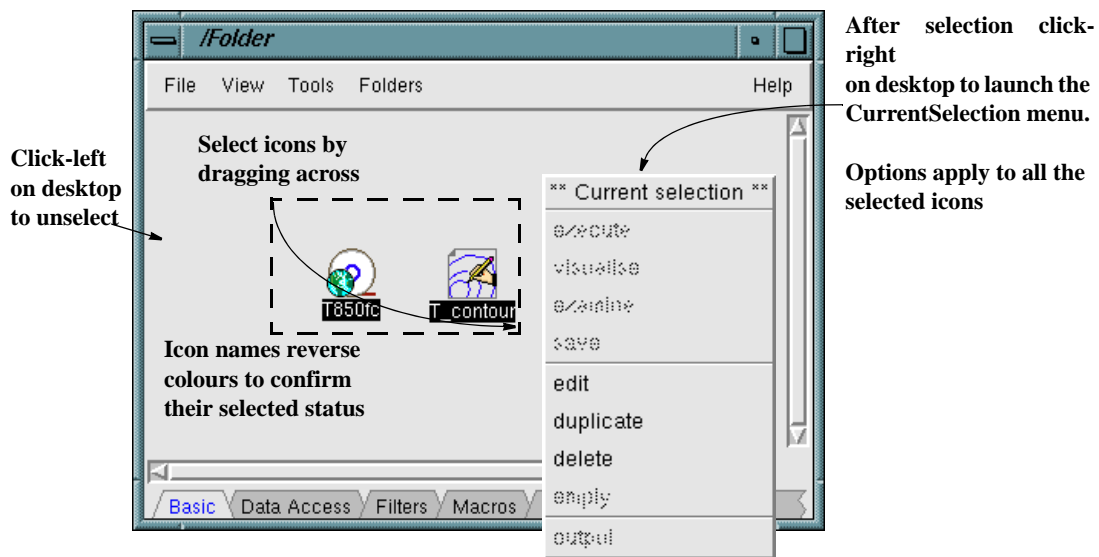 /Folder
File View Tools Folders Help
Click-left
on desktop
to unselect
Select icons by
dragging across
T850fc
T_contour
Icon names reverse
colours to confirm
their selected status
After selection click-
right
on desktop to launch the
CurrentSelection menu.
Options apply to all the
selected icons
** Current selection **
execute
visualise
examine
save
edit
duplicate
delete
empty
output
Basic Data Access Filters Macros